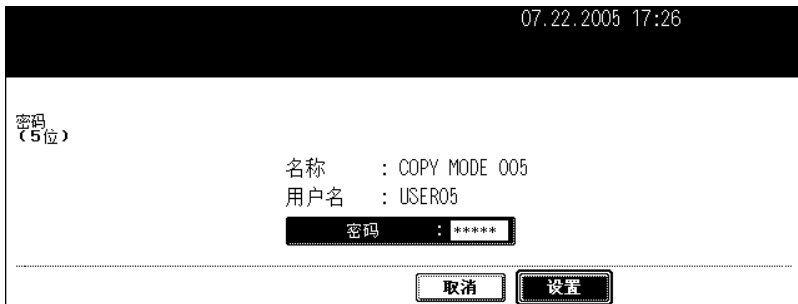 07.22.2005 17:26
密码
(5位)
名称 : COPY MODE 005
用户名 : USER05
密码 : *****
取消 设置